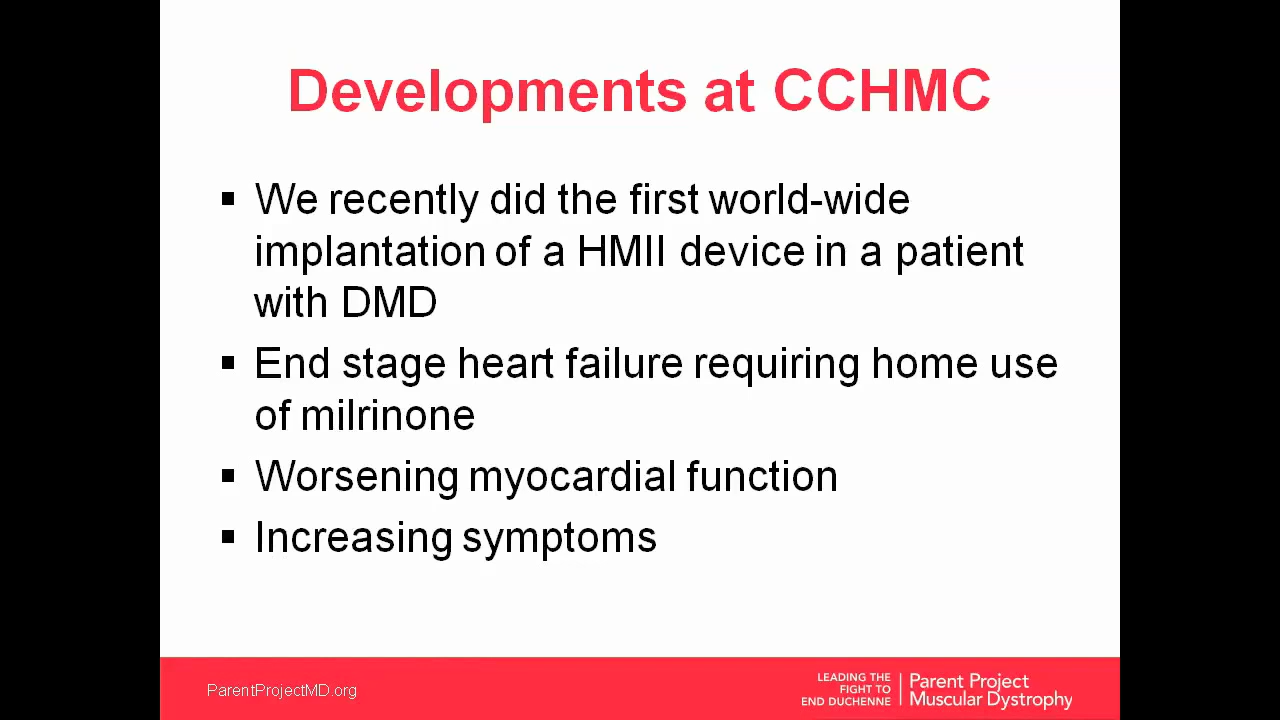 Developments at CCHMC
▪ We recently did the first world-wide
implantation of a HMII device in a patient
with DMD
▪ End stage heart failure requiring home use
of milrinone
▪ Worsening myocardial function
▪ Increasing symptoms
ParentProjectMD.org
LEADING THE
FIGHT TO
END DUCHENNE
Parent Project
Muscular Dystrophy